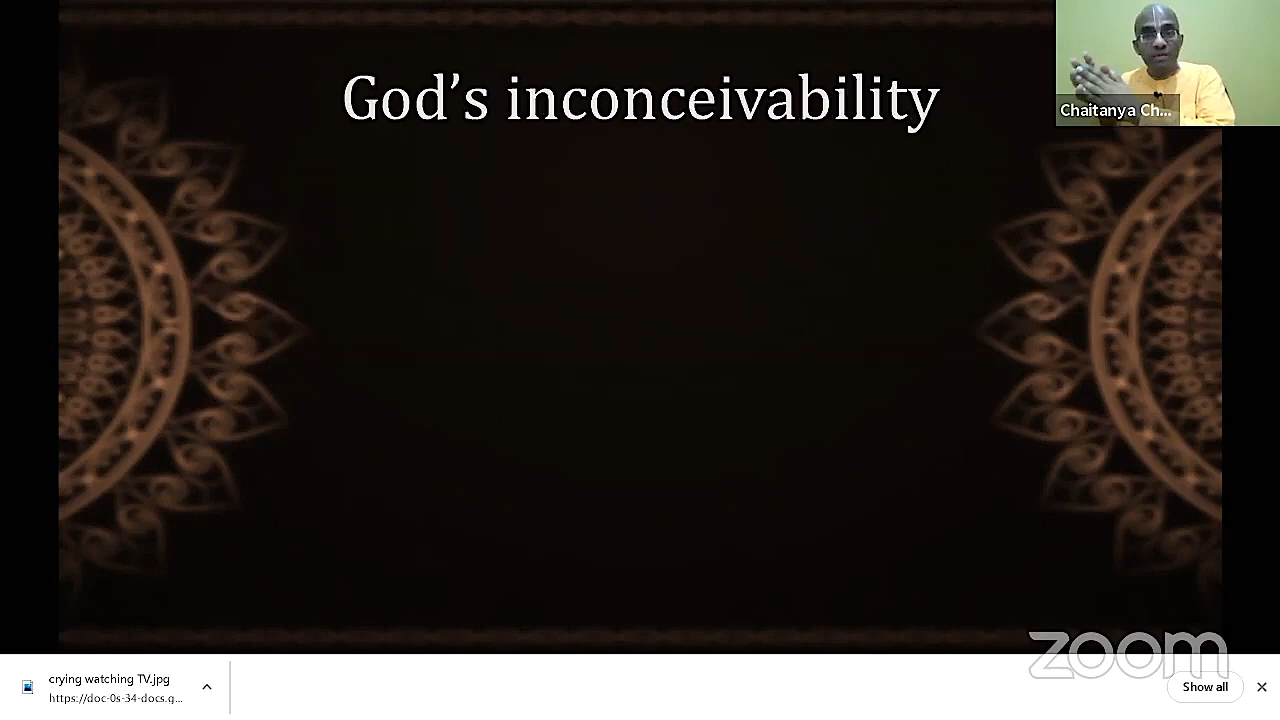 God’s inconceivability
Chaitanya Ch...
zoom
crying watching TV.jpg
https://doc-0s-34-docs.g...
Show all